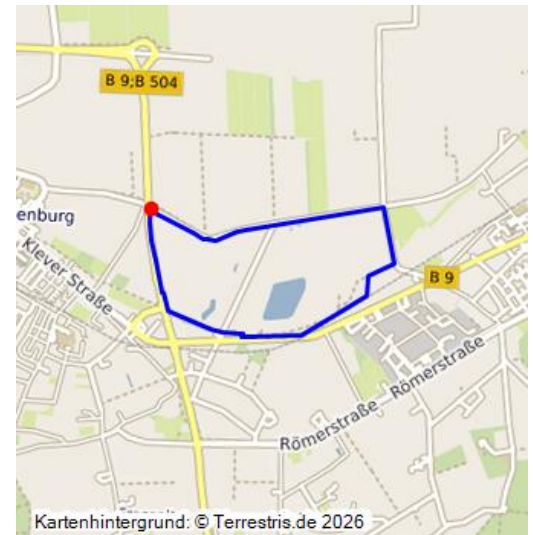 B 9;B 504
enburg
Klever Straße
B 9
Römerstraße
Römerstraße
Kartenhintergrund: © Terrestris.de 2026